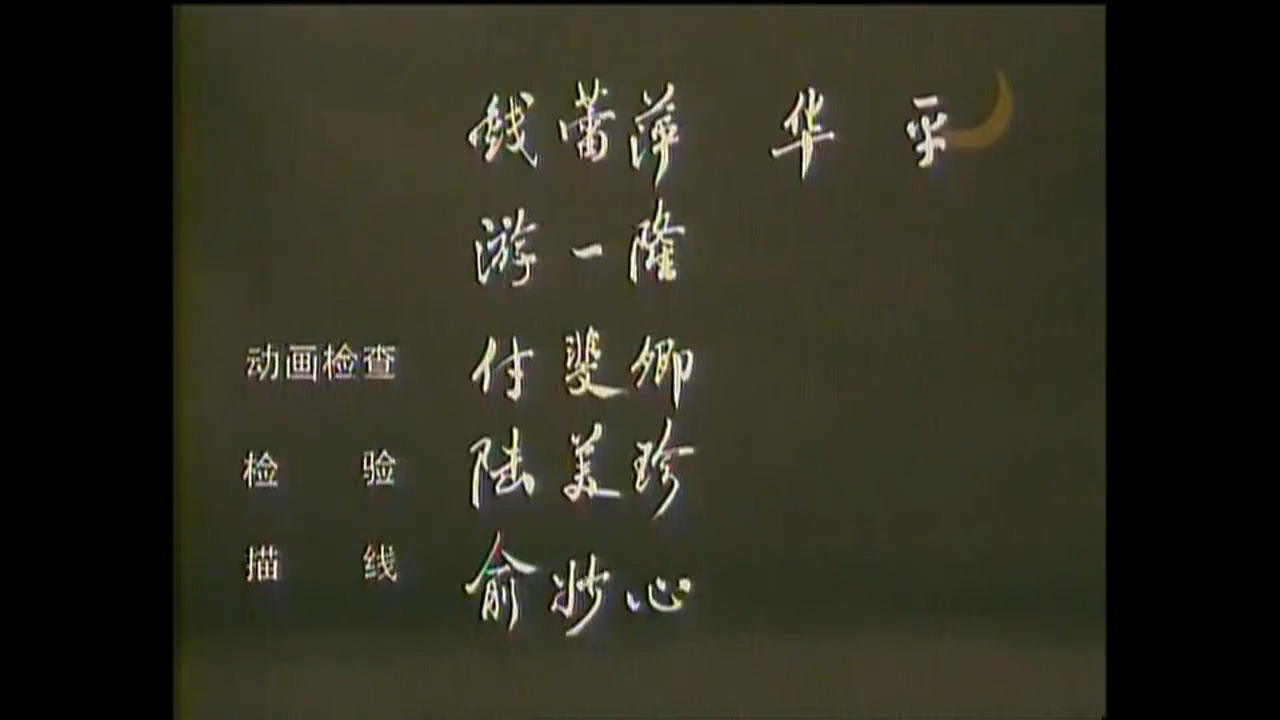 钱蕾萍 华平
游一隆
动画检查 付斐卿
检验 陆美珍
描线 俞妙心